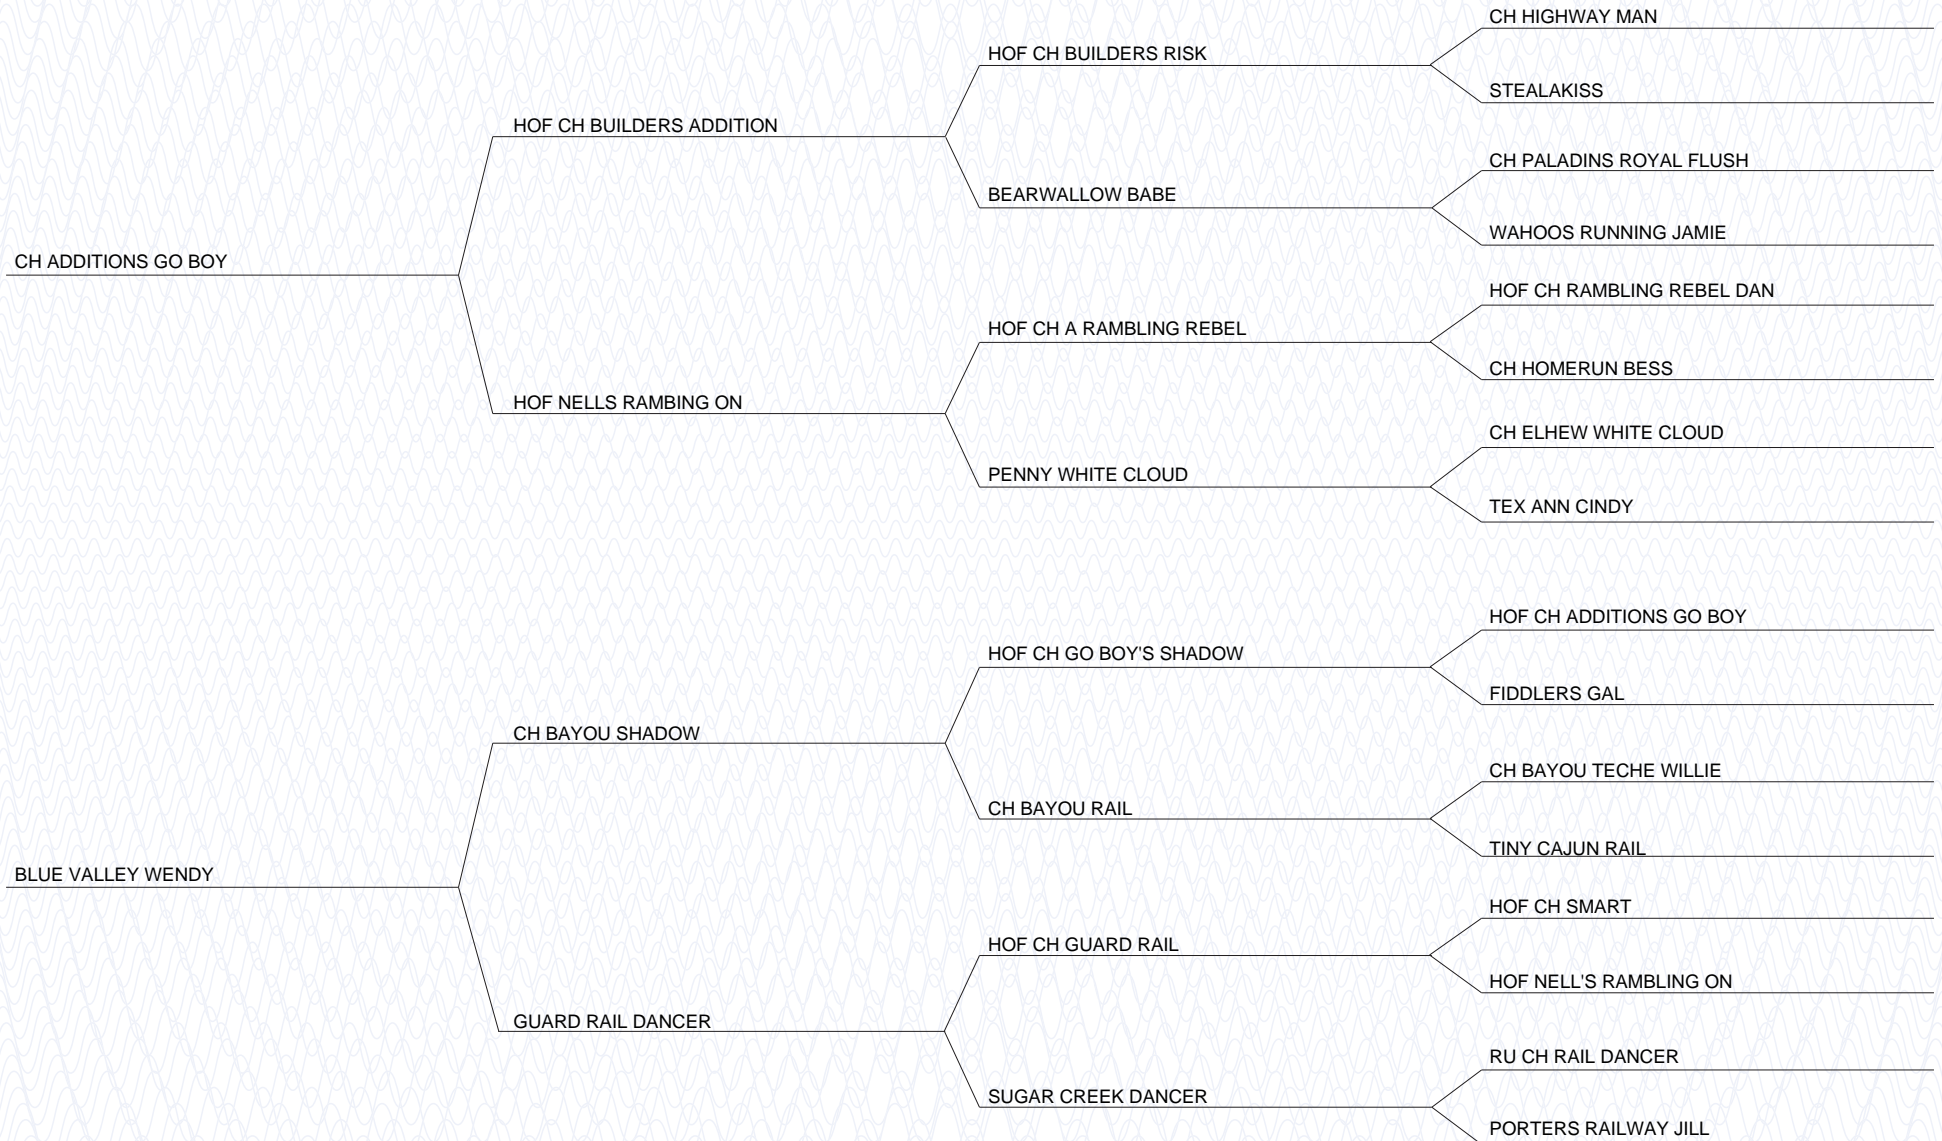 CH HIGHWAY MAN
HOF CH BUILDERS RISK
STEALAKISS
HOF CH BUILDERS ADDITION
CH PALADINS ROYAL FLUSH
BEARWALLOW BABE
WAHOOS RUNNING JAMIE
CH ADDITIONS GO BOY
HOF CH RAMBLING REBEL DAN
HOF CH A RAMBLING REBEL
CH HOMERUN BESS
HOF NELLS RAMBING ON
CH ELHEW WHITE CLOUD
PENNY WHITE CLOUD
TEX ANN CINDY
HOF CH ADDITIONS GO BOY
HOF CH GO BOY'S SHADOW
FIDDLERS GAL
CH BAYOU SHADOW
CH BAYOU TECHE WILLIE
CH BAYOU RAIL
TINY CAJUN RAIL
BLUE VALLEY WENDY
HOF CH SMART
HOF CH GUARD RAIL
HOF NELL'S RAMBLING ON
GUARD RAIL DANCER
RU CH RAIL DANCER
SUGAR CREEK DANCER
PORTERS RAILWAY JILL